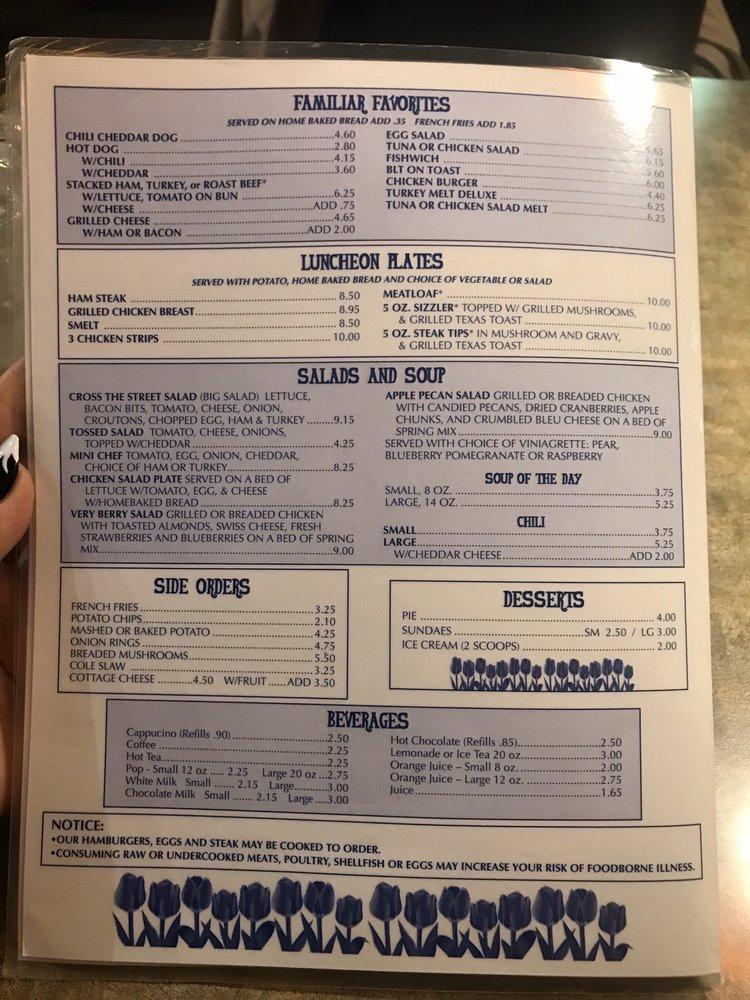 FAMILIAR FAVORITES
SERVED ON HOME BAKED BREAD ADD .35 FRENCH FRIES ADD 1.85
CHILI CHEDDAR DOG ........4.60
HOT DOG ........2.80
W/CHILI ........4.15
W/CHEDDAR ........3.60
STACKED HAM, TURKEY, or ROAST BEEF*
W/LETTUCE, TOMATO ON BUN ........6.25
W/CHEESE ........ADD .75
GRILLED CHEESE ........4.65
W/HAM OR BACON ........ADD 2.00
EGG SALAD ........
TUNA OR CHICKEN SALAD ........6.15
FISHWICH ........5.60
BLT ON TOAST ........6.00
CHICKEN BURGER ........4.40
TURKEY MELT DELUXE ........6.25
TUNA OR CHICKEN SALAD MELT ........6.25
LUNCHEON PLATES
SERVED WITH POTATO, HOME BAKED BREAD AND CHOICE OF VEGETABLE OR SALAD
HAM STEAK ........8.50
GRILLED CHICKEN BREAST........8.95
SMELT ........8.50
3 CHICKEN STRIPS ........10.00
MEATLOAF* ........10.00
5 OZ. SIZZLER* TOPPED W/ GRILLED MUSHROOMS,
& GRILLED TEXAS TOAST ........10.00
5 OZ. STEAK TIPS* IN MUSHROOM AND GRAVY,
& GRILLED TEXAS TOAST ........10.00
SALADS AND SOUP
CROSS THE STREET SALAD (BIG SALAD) LETTUCE,
BACON BITS, TOMATO, CHEESE, ONION,
CROUTONS, CHOPPED EGG, HAM & TURKEY ........9.15
TOSSED SALAD TOMATO, CHEESE, ONIONS,
TOPPED W/CHEDDAR ........4.25
MINI CHEF TOMATO, EGG, ONION, CHEDDAR,
CHOICE OF HAM OR TURKEY........8.25
CHICKEN SALAD PLATE SERVED ON A BED OF
LETTUCE W/TOMATO, EGG, & CHEESE
W/HOMEBAKED BREAD ........8.25
VERY BERRY SALAD GRILLED OR BREADED CHICKEN
WITH TOASTED ALMONDS, SWISS CHEESE, FRESH
STRAWBERRIES AND BLUEBERRIES ON A BED OF SPRING
MIX........9.00
APPLE PECAN SALAD GRILLED OR BREADED CHICKEN
WITH CANDIED PECANS, DRIED CRANBERRIES, APPLE
CHUNKS, AND CRUMBLED BLEU CHEESE ON A BED OF
SPRING MIX........9.00
SERVED WITH CHOICE OF VINIAGRETTE: PEAR,
BLUEBERRY POMEGRANATE OR RASPBERRY
SOUP OF THE DAY
SMALL, 8 OZ. ........3.75
LARGE, 14 OZ. ........5.25
CHILI
SMALL........3.75
LARGE........5.25
W/CHEDDAR CHEESE........ADD 2.00
SIDE ORDERS
FRENCH FRIES ........3.25
POTATO CHIPS........2.10
MASHED OR BAKED POTATO ........4.25
ONION RINGS ........4.75
BREADED MUSHROOMS........5.50
COLE SLAW ........3.25
COTTAGE CHEESE ........4.50 W/FRUIT ......ADD 3.50
DESSERTS
PIE ........4.00
SUNDAES ........SM 2.50 / LG 3.00
ICE CREAM (2 SCOOPS) ........2.00
BEVERAGES
Cappucino (Refills .90) ........2.50
Coffee ........2.25
Hot Tea........2.25
Pop - Small 12 oz ..... 2.25 Large 20 oz ...2.75
White Milk Small ....... 2.15 Large........3.00
Chocolate Milk Small ....... 2.15 Large ....3.00
Hot Chocolate (Refills .85)........2.50
Lemonade or Ice Tea 20 oz........3.00
Orange Juice – Small 8 oz. ........2.00
Orange Juice – Large 12 oz. ........2.75
Juice........1.65
NOTICE:
•OUR HAMBURGERS, EGGS AND STEAK MAY BE COOKED TO ORDER.
•CONSUMING RAW OR UNDERCOOKED MEATS, POULTRY, SHELLFISH OR EGGS MAY INCREASE YOUR RISK OF FOODBORNE ILLNESS.